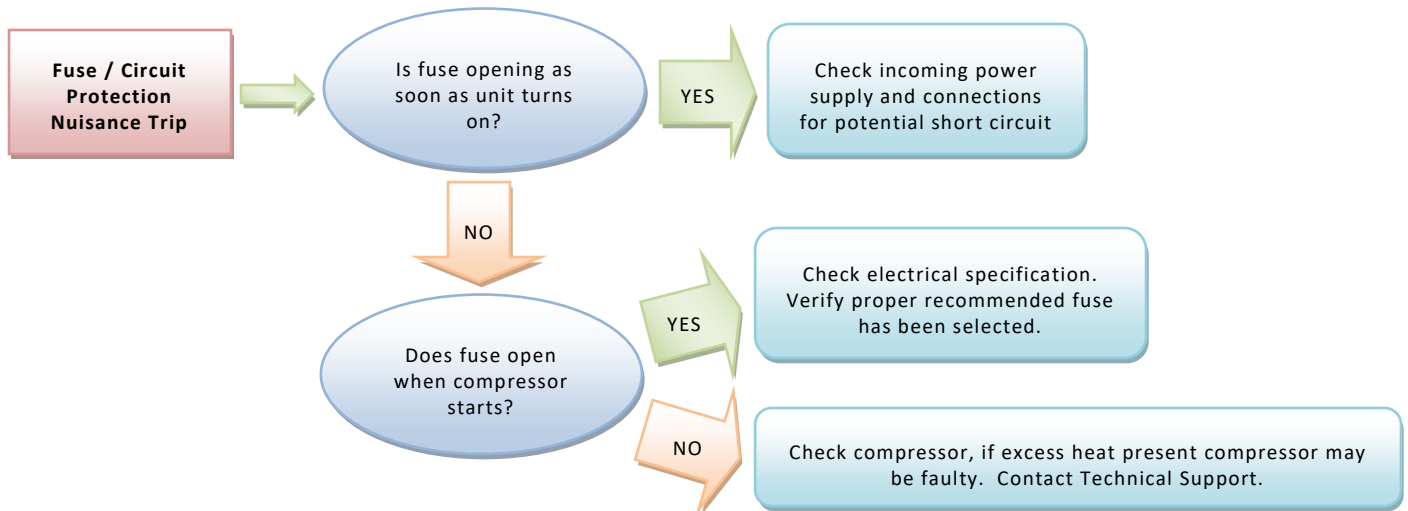 Fuse / Circuit
Protection
Nuisance Trip
Is fuse opening as
soon as unit turns
on?
YES
Check incoming power
supply and connections
for potential short circuit
NO
Does fuse open
when compressor
starts?
YES
Check electrical specification.
Verify proper recommended fuse
has been selected.
NO
Check compressor, if excess heat present compressor may
be faulty.  Contact Technical Support.